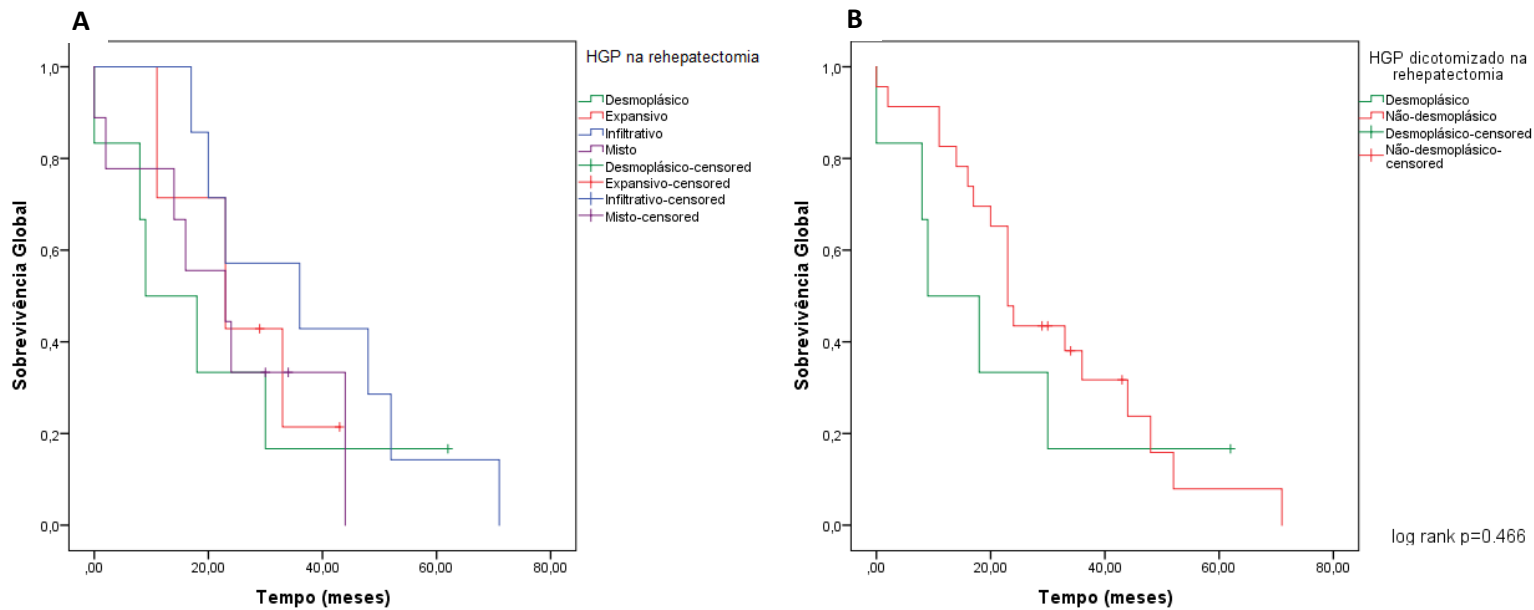 A
HGP na rehepatectomia
Desmoplásico
Expansivo
Infiltrativo
Misto
Desmoplásico-censored
Expansivo-censored
Infiltrativo-censored
Misto-censored
Sobrevivência Global
1,0
0,8
0,6
0,4
0,2
0,0
,00
20,00
40,00
60,00
80,00
Tempo (meses)
B
HGP dicotomizado na
rehepatectomia
Desmoplásico
Não-desmoplásico
Desmoplásico-censored
Não-desmoplásico-
censored
Sobrevivência Global
1,0
0,8
0,6
0,4
0,2
0,0
,00
20,00
40,00
60,00
80,00
Tempo (meses)
log rank p=0.466